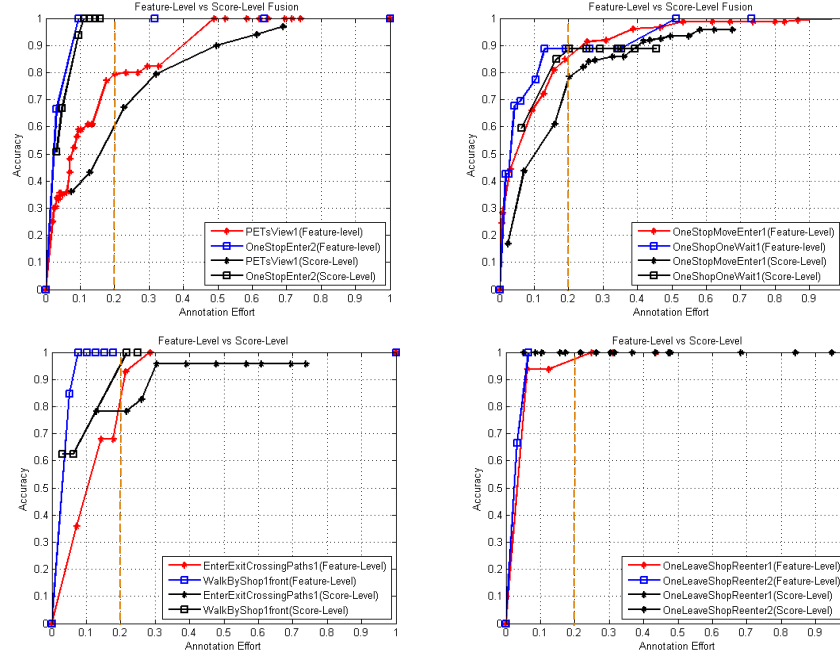 Feature-Level vs Score-Level Fusion
1
0.9
0.8
0.7
0.6
0.5
0.4
0.3
0.2
0.1
0
Accuracy
PETsView1(Feature-level)
OneStopEnter2(Feature-level)
PETsView1(Score-Level)
OneStopEnter2(Score-Level)
0 0.1 0.2 0.3 0.4 0.5 0.6 0.7 0.8 0.9 1
Annotation Effort
Feature-Level vs Score-Level Fusion
1
0.9
0.8
0.7
0.6
0.5
0.4
0.3
0.2
0.1
0
Accuracy
OneStopMoveEnter1(Feature-Level)
OneShopOneWait1(Feature-Level)
OneStopMoveEnter1(Score-Level)
OneShopOneWait1(Score-Level)
0 0.1 0.2 0.3 0.4 0.5 0.6 0.7 0.8 0.9
Annotation Effort
Feature-Level vs Score-Level
1
0.9
0.8
0.7
0.6
0.5
0.4
0.3
0.2
0.1
0
Accuracy
EnterExitCrossingPaths1(Feature-Level)
WalkByShop1front(Feature-Level)
EnterExitCrossingPaths1(Score-Level)
WalkByShop1front(Score-Level)
0 0.1 0.2 0.3 0.4 0.5 0.6 0.7 0.8 0.9 1
Annotation Effort
Feature-Level vs Score-Level
1
0.9
0.8
0.7
0.6
0.5
0.4
0.3
0.2
0.1
0
Accuracy
OneLeaveShopReenter1(Feature-Level)
OneLeaveShopReenter2(Feature-Level)
OneLeaveShopReenter1(Score-Level)
OneLeaveShopReenter2(Score-Level)
0 0.1 0.2 0.3 0.4 0.5 0.6 0.7 0.8 0.9
Annotation Effort